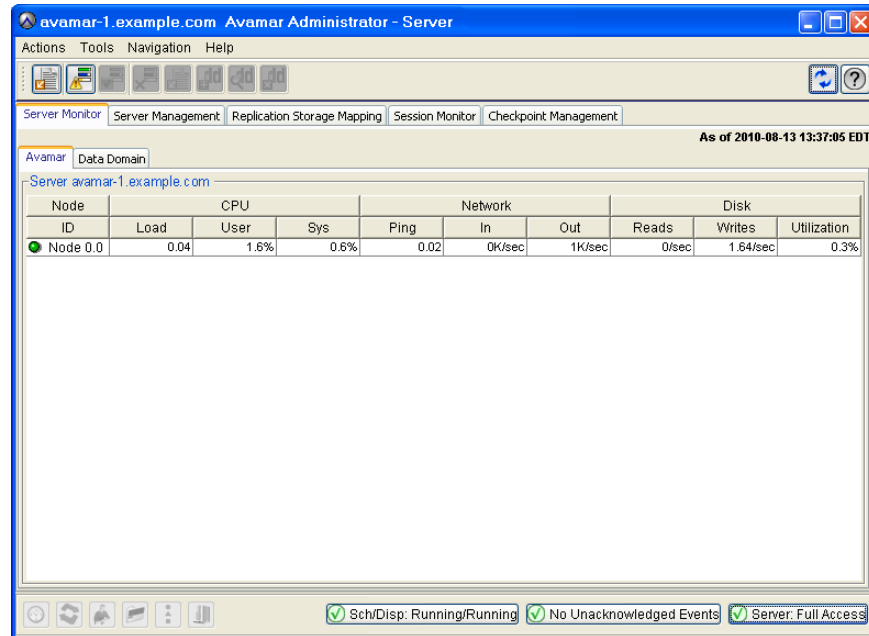 avamar-1.example.com Avamar Administrator - Server
Actions Tools Navigation Help
dd dd dd
Server Monitor Server Management Replication Storage Mapping Session Monitor Checkpoint Management
As of 2010-08-13 13:37:05 EDT
Avamar Data Domain
Server avamar-1.example.com
Node CPU Network Disk
ID Load User Sys Ping In Out Reads Writes Utilization
Node 0.0 0.04 1.6% 0.6% 0.02 0K/sec 1K/sec 0/sec 1.64/sec 0.3%
Sch/Disp: Running/Running No Unacknowledged Events Server: Full Access